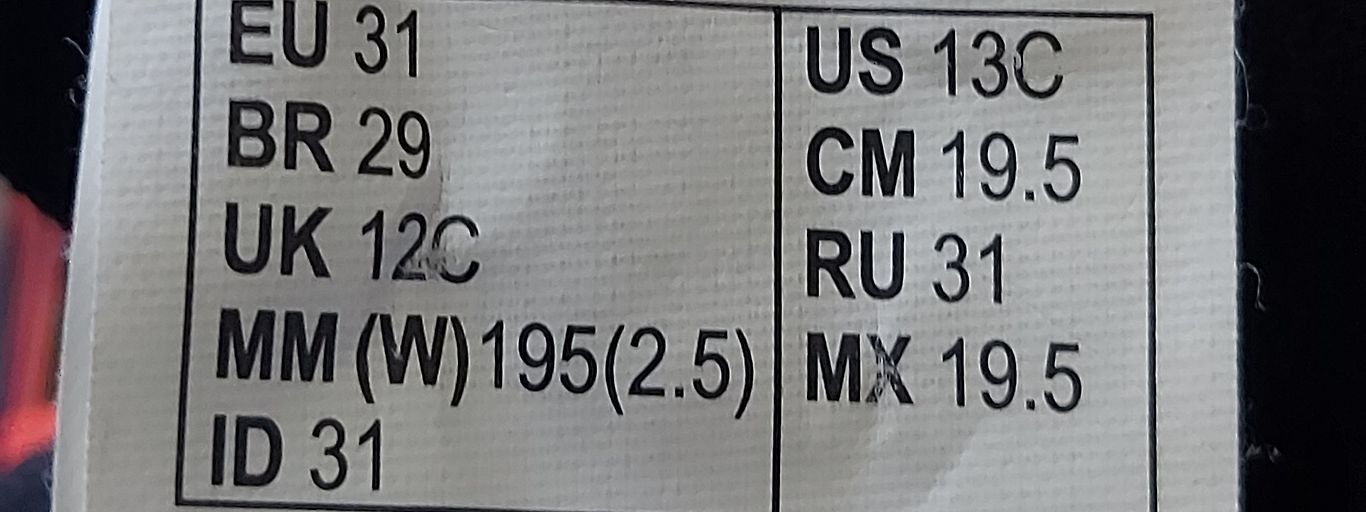 EU 31
BR 29
UK 12C
MM (W)195(2.5)
ID 31
US 13C
CM 19.5
RU 31
MX 19.5